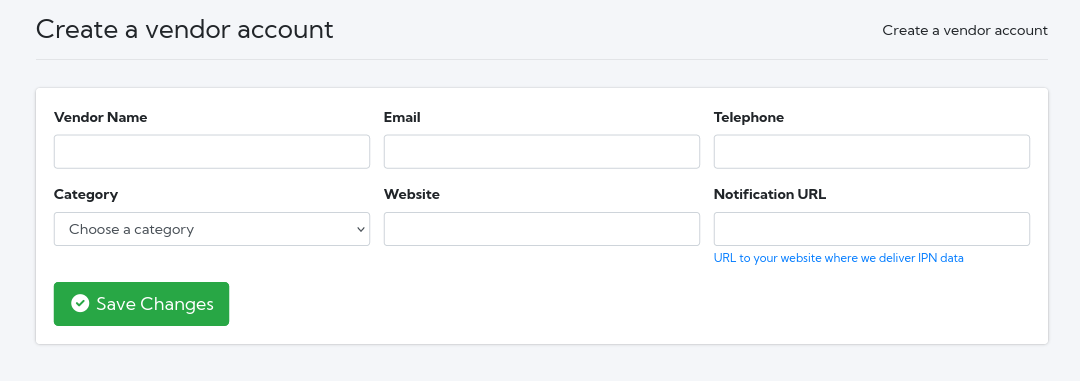 Create a vendor account
Create a vendor account
Vendor Name
Email
Telephone
Category
Website
Notification URL
Choose a category
URL to your website where we deliver IPN data
Save Changes